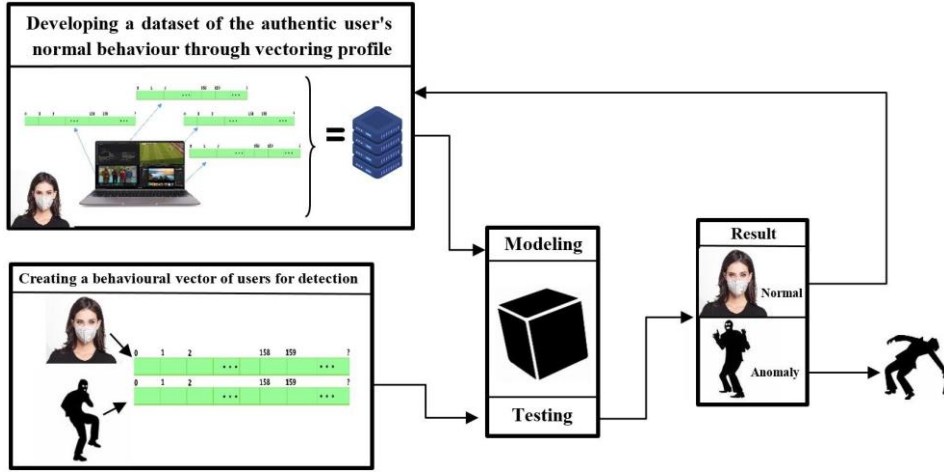 Developing a dataset of the authentic user's
normal behaviour through vectoring profile
=
Creating a behavioural vector of users for detection
0 1 2 ... 158 159 ... ?
0 1 2 ... 158 159 ... ?
Modeling
Testing
Result
Normal
Anomaly